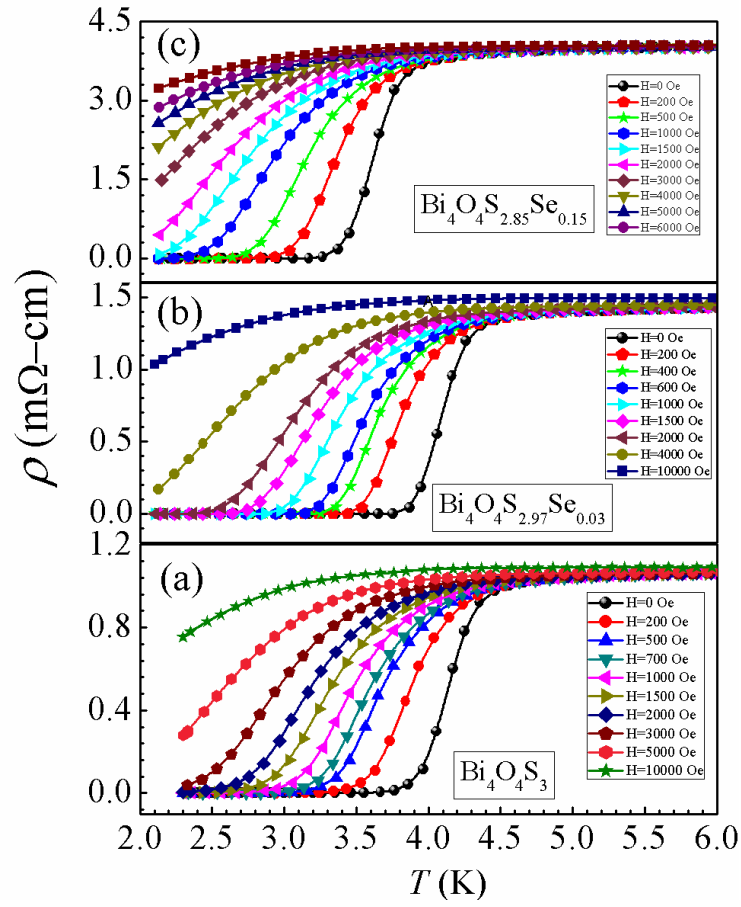 (c)
4.5
3.0
1.5
0.0
H=0 Oe
H=200 Oe
H=500 Oe
H=1000 Oe
H=1500 Oe
H=2000 Oe
H=3000 Oe
H=4000 Oe
H=5000 Oe
H=6000 Oe
Bi₄O₄S₂.₈₅Se₀.₁₅
(b)
1.5
1.0
0.5
0.0
H=0 Oe
H=200 Oe
H=400 Oe
H=600 Oe
H=1000 Oe
H=1500 Oe
H=2000 Oe
H=4000 Oe
H=10000 Oe
Bi₄O₄S₂.₉₇Se₀.₀₃
ρ (mΩ–cm)
(a)
1.2
0.8
0.4
0.0
H=0 Oe
H=200 Oe
H=500 Oe
H=700 Oe
H=1000 Oe
H=1500 Oe
H=2000 Oe
H=3000 Oe
H=5000 Oe
H=10000 Oe
Bi₄O₄S₃
2.0 2.5 3.0 3.5 4.0 4.5 5.0 5.5 6.0
T (K)